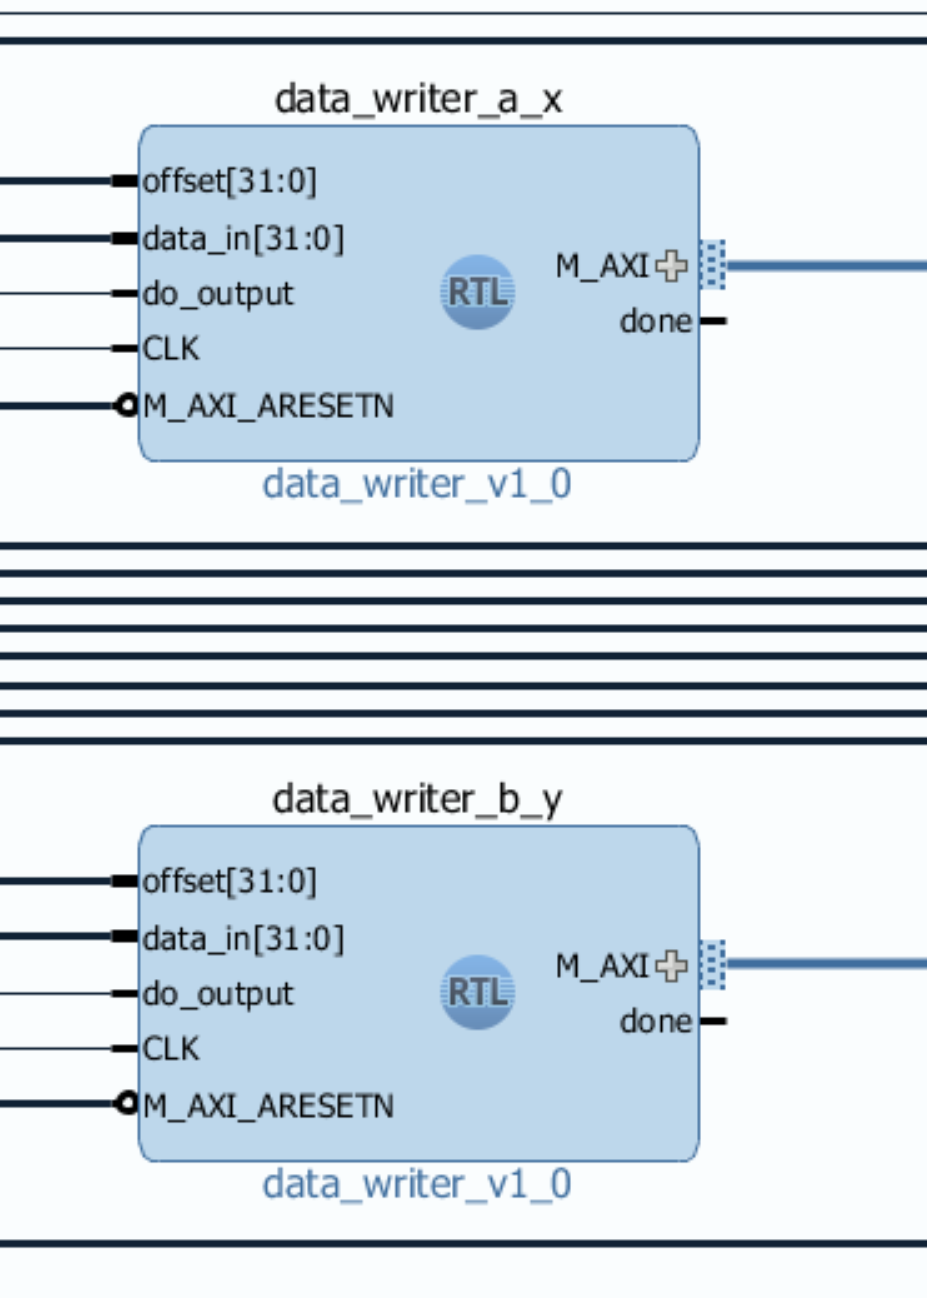 data_writer_a_x
offset[31:0]
data_in[31:0]
do_output
CLK
M_AXI_ARESETN
RTL
M_AXI
done
data_writer_v1_0
data_writer_b_y
offset[31:0]
data_in[31:0]
do_output
CLK
M_AXI_ARESETN
RTL
M_AXI
done
data_writer_v1_0